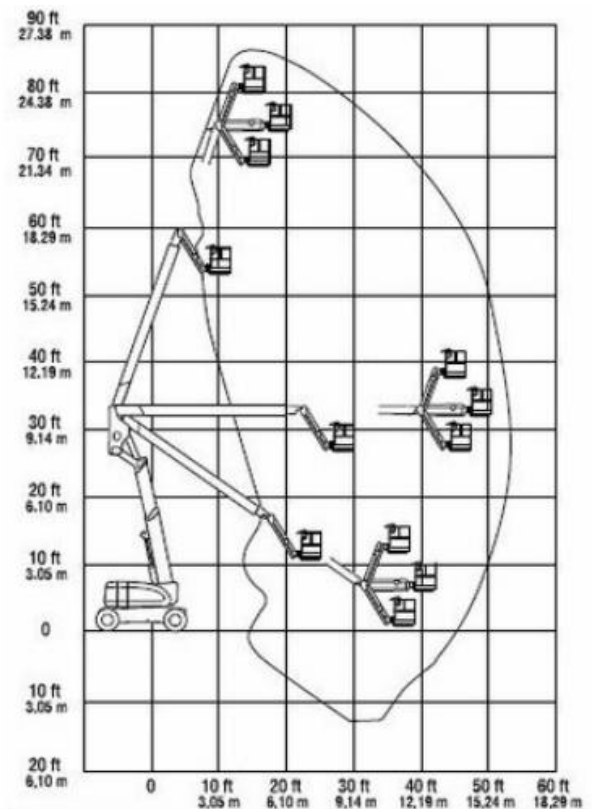 90 ft
27.38 m
80 ft
24.38 m
70 ft
21.34 m
60 ft
18.29 m
50 ft
15.24 m
40 ft
12.19 m
30 ft
9.14 m
20 ft
6.10 m
10 ft
3.05 m
0
10 ft
3.05 m
20 ft
6,10 m
0 10 ft 20 ft 30 ft 40 ft 50 ft 60 ft
3,05 m 6,10 m 9,14 m 12,19 m 15,24 m 18,29 m